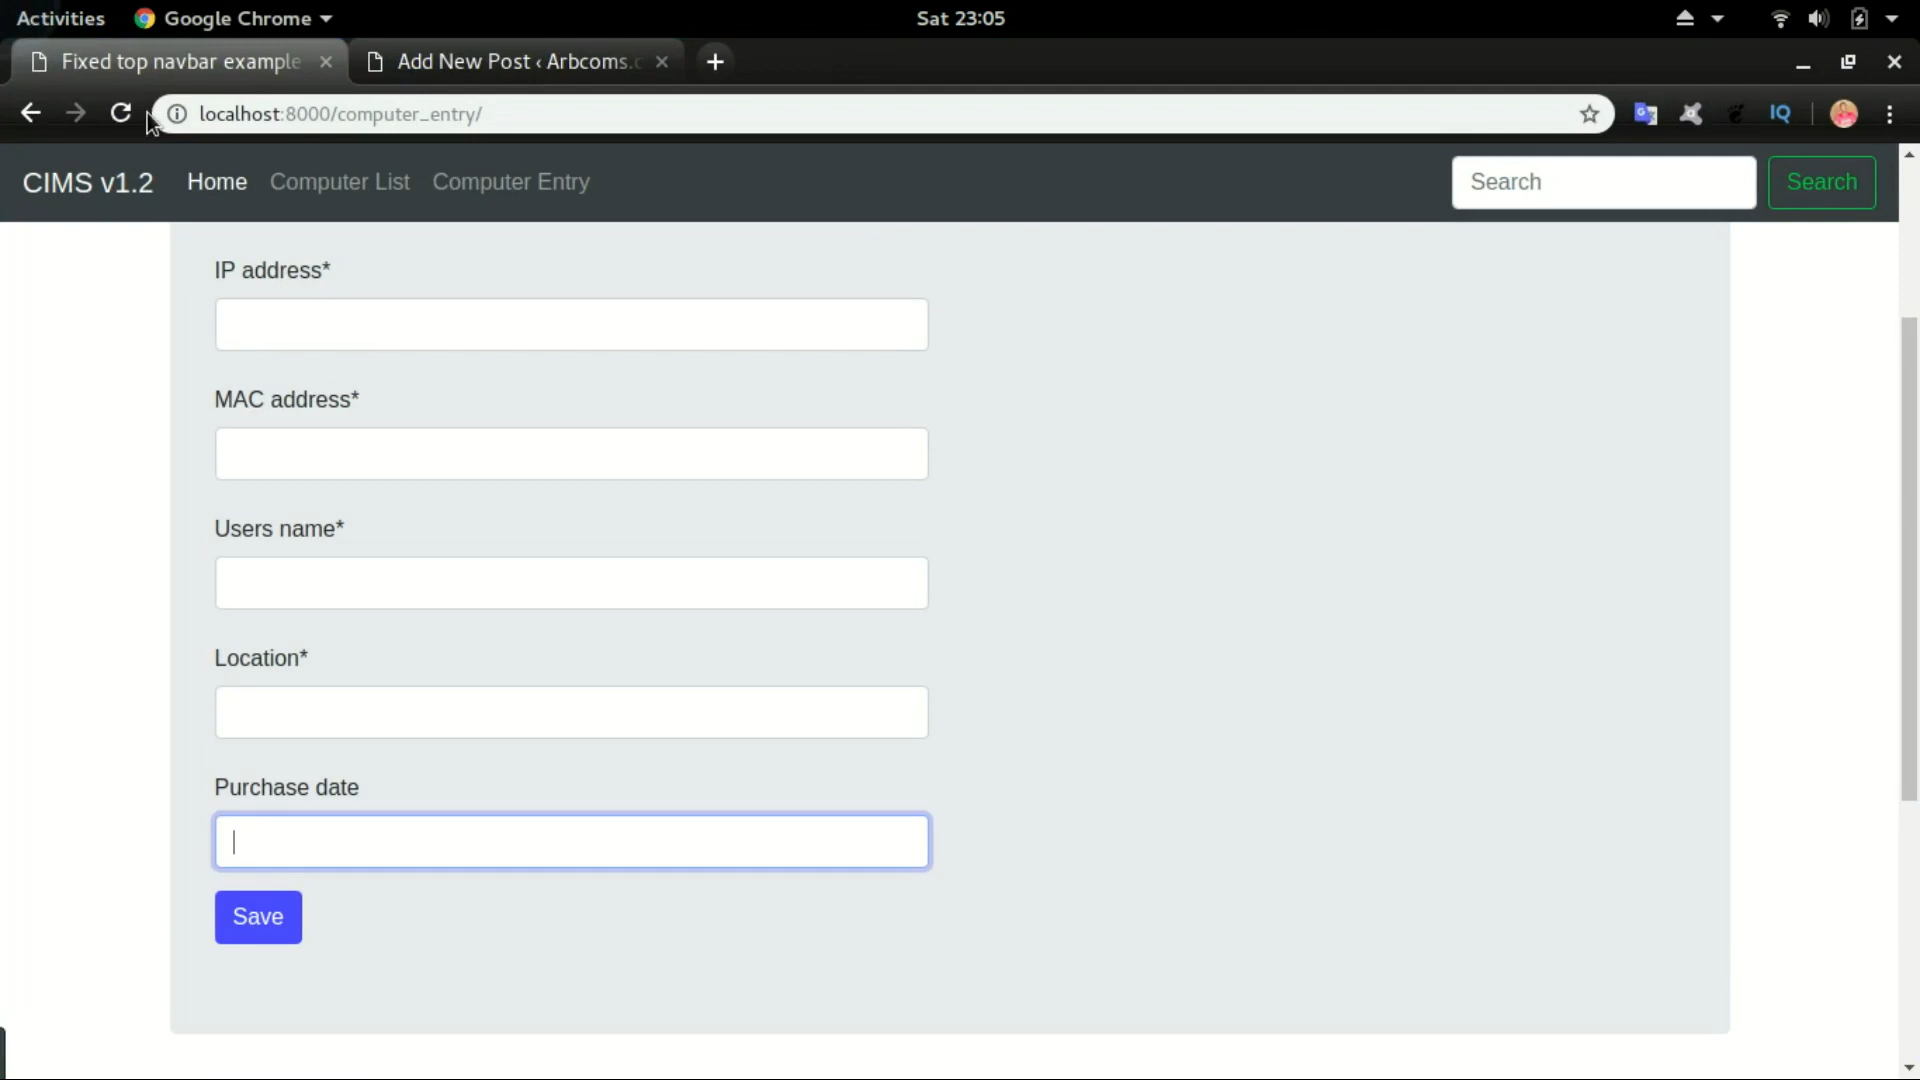 Activities Google Chrome Sat 23:05
Fixed top navbar example Add New Post ‹ Arbcoms.
localhost:8000/computer_entry/ IQ
CIMS v1.2 Home Computer List Computer Entry Search Search
IP address*
MAC address*
Users name*
Location*
Purchase date
Save